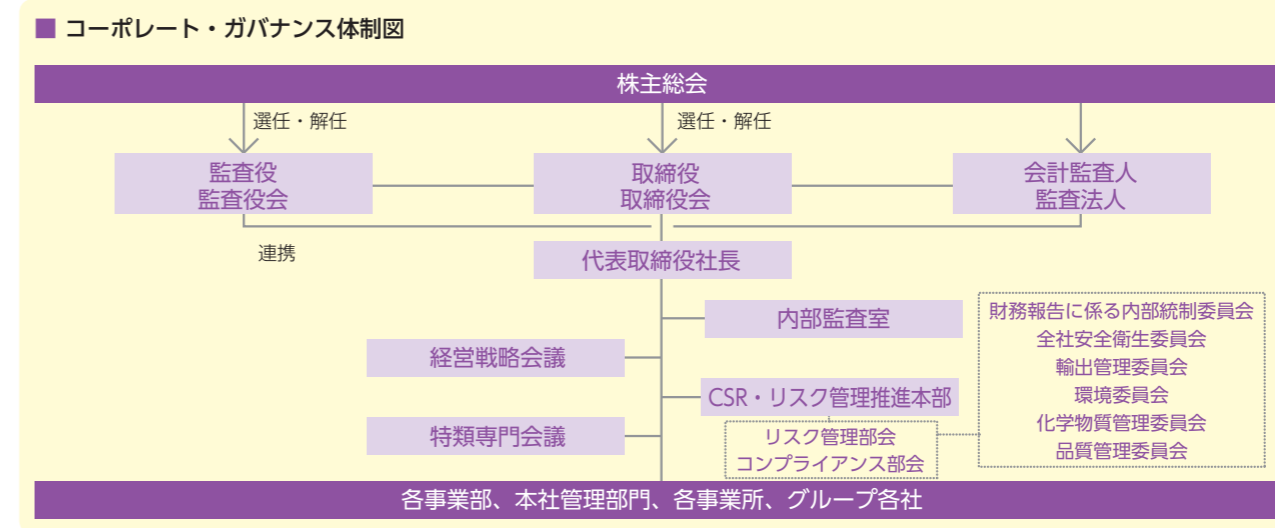 ■ コーポレート・ガバナンス体制図
株主総会
選任・解任
選任・解任
監査役
監査役会
取締役
取締役会
会計監査人
監査法人
連携
代表取締役社長
内部監査室
経営戦略会議
CSR・リスク管理推進本部
特類専門会議
リスク管理部会
コンプライアンス部会
財務報告に係る内部統制委員会
全社安全衛生委員会
輸出管理委員会
環境委員会
化学物質管理委員会
品質管理委員会
各事業部、本社管理部門、各事業所、グループ各社